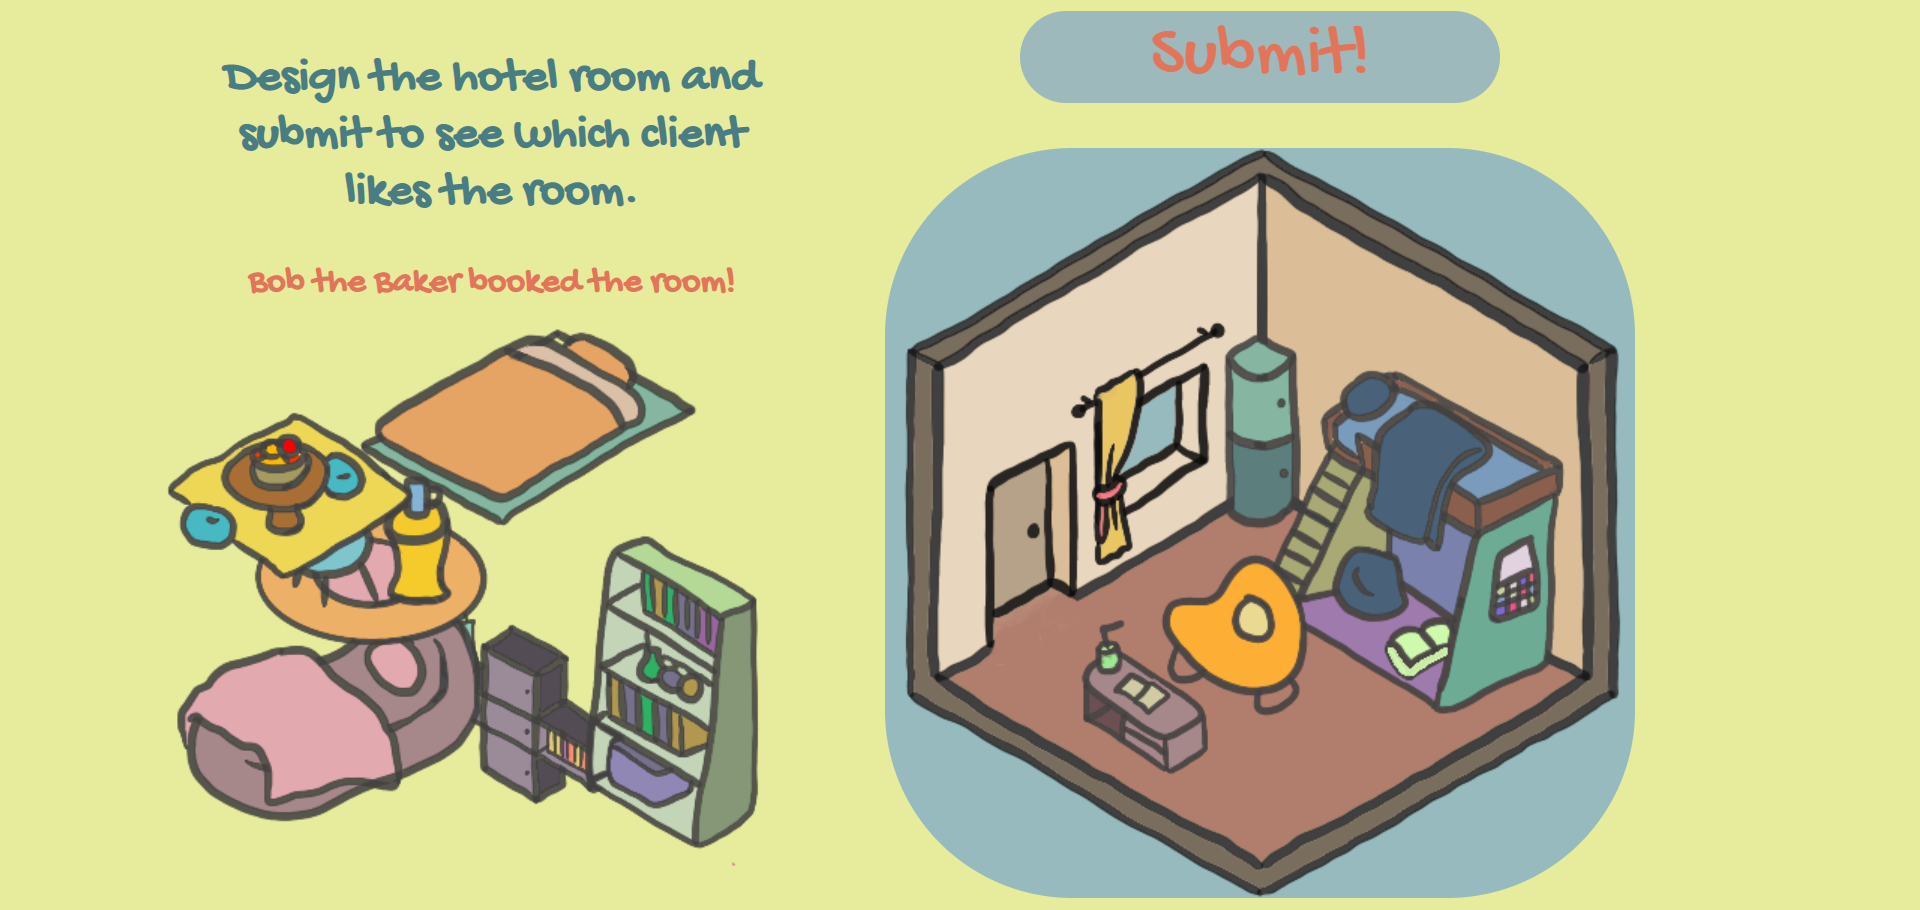 Design the hotel room and
submit to see which client
likes the room.
Bob the Baker booked the room!
Submit!